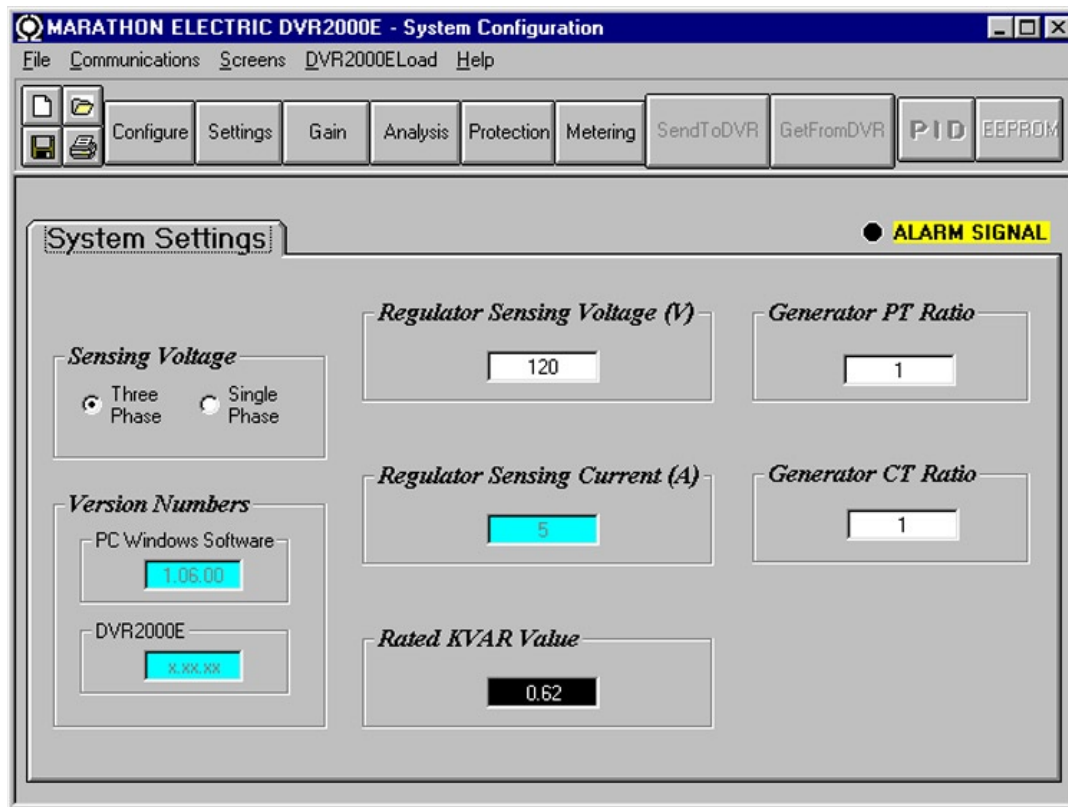 MARATHON ELECTRIC DVR2000E - System Configuration
File Communications Screens DVR2000ELoad Help
Configure Settings Gain Analysis Protection Metering SendToDVR GetFromDVR PID EEPROM
System Settings
ALARM SIGNAL
Sensing Voltage
Three Phase
Single Phase
Version Numbers
PC Windows Software
1.06.00
DVR2000E
x.xx.xx
Regulator Sensing Voltage (V)
120
Regulator Sensing Current (A)
5
Rated KVAR Value
0.62
Generator PT Ratio
1
Generator CT Ratio
1